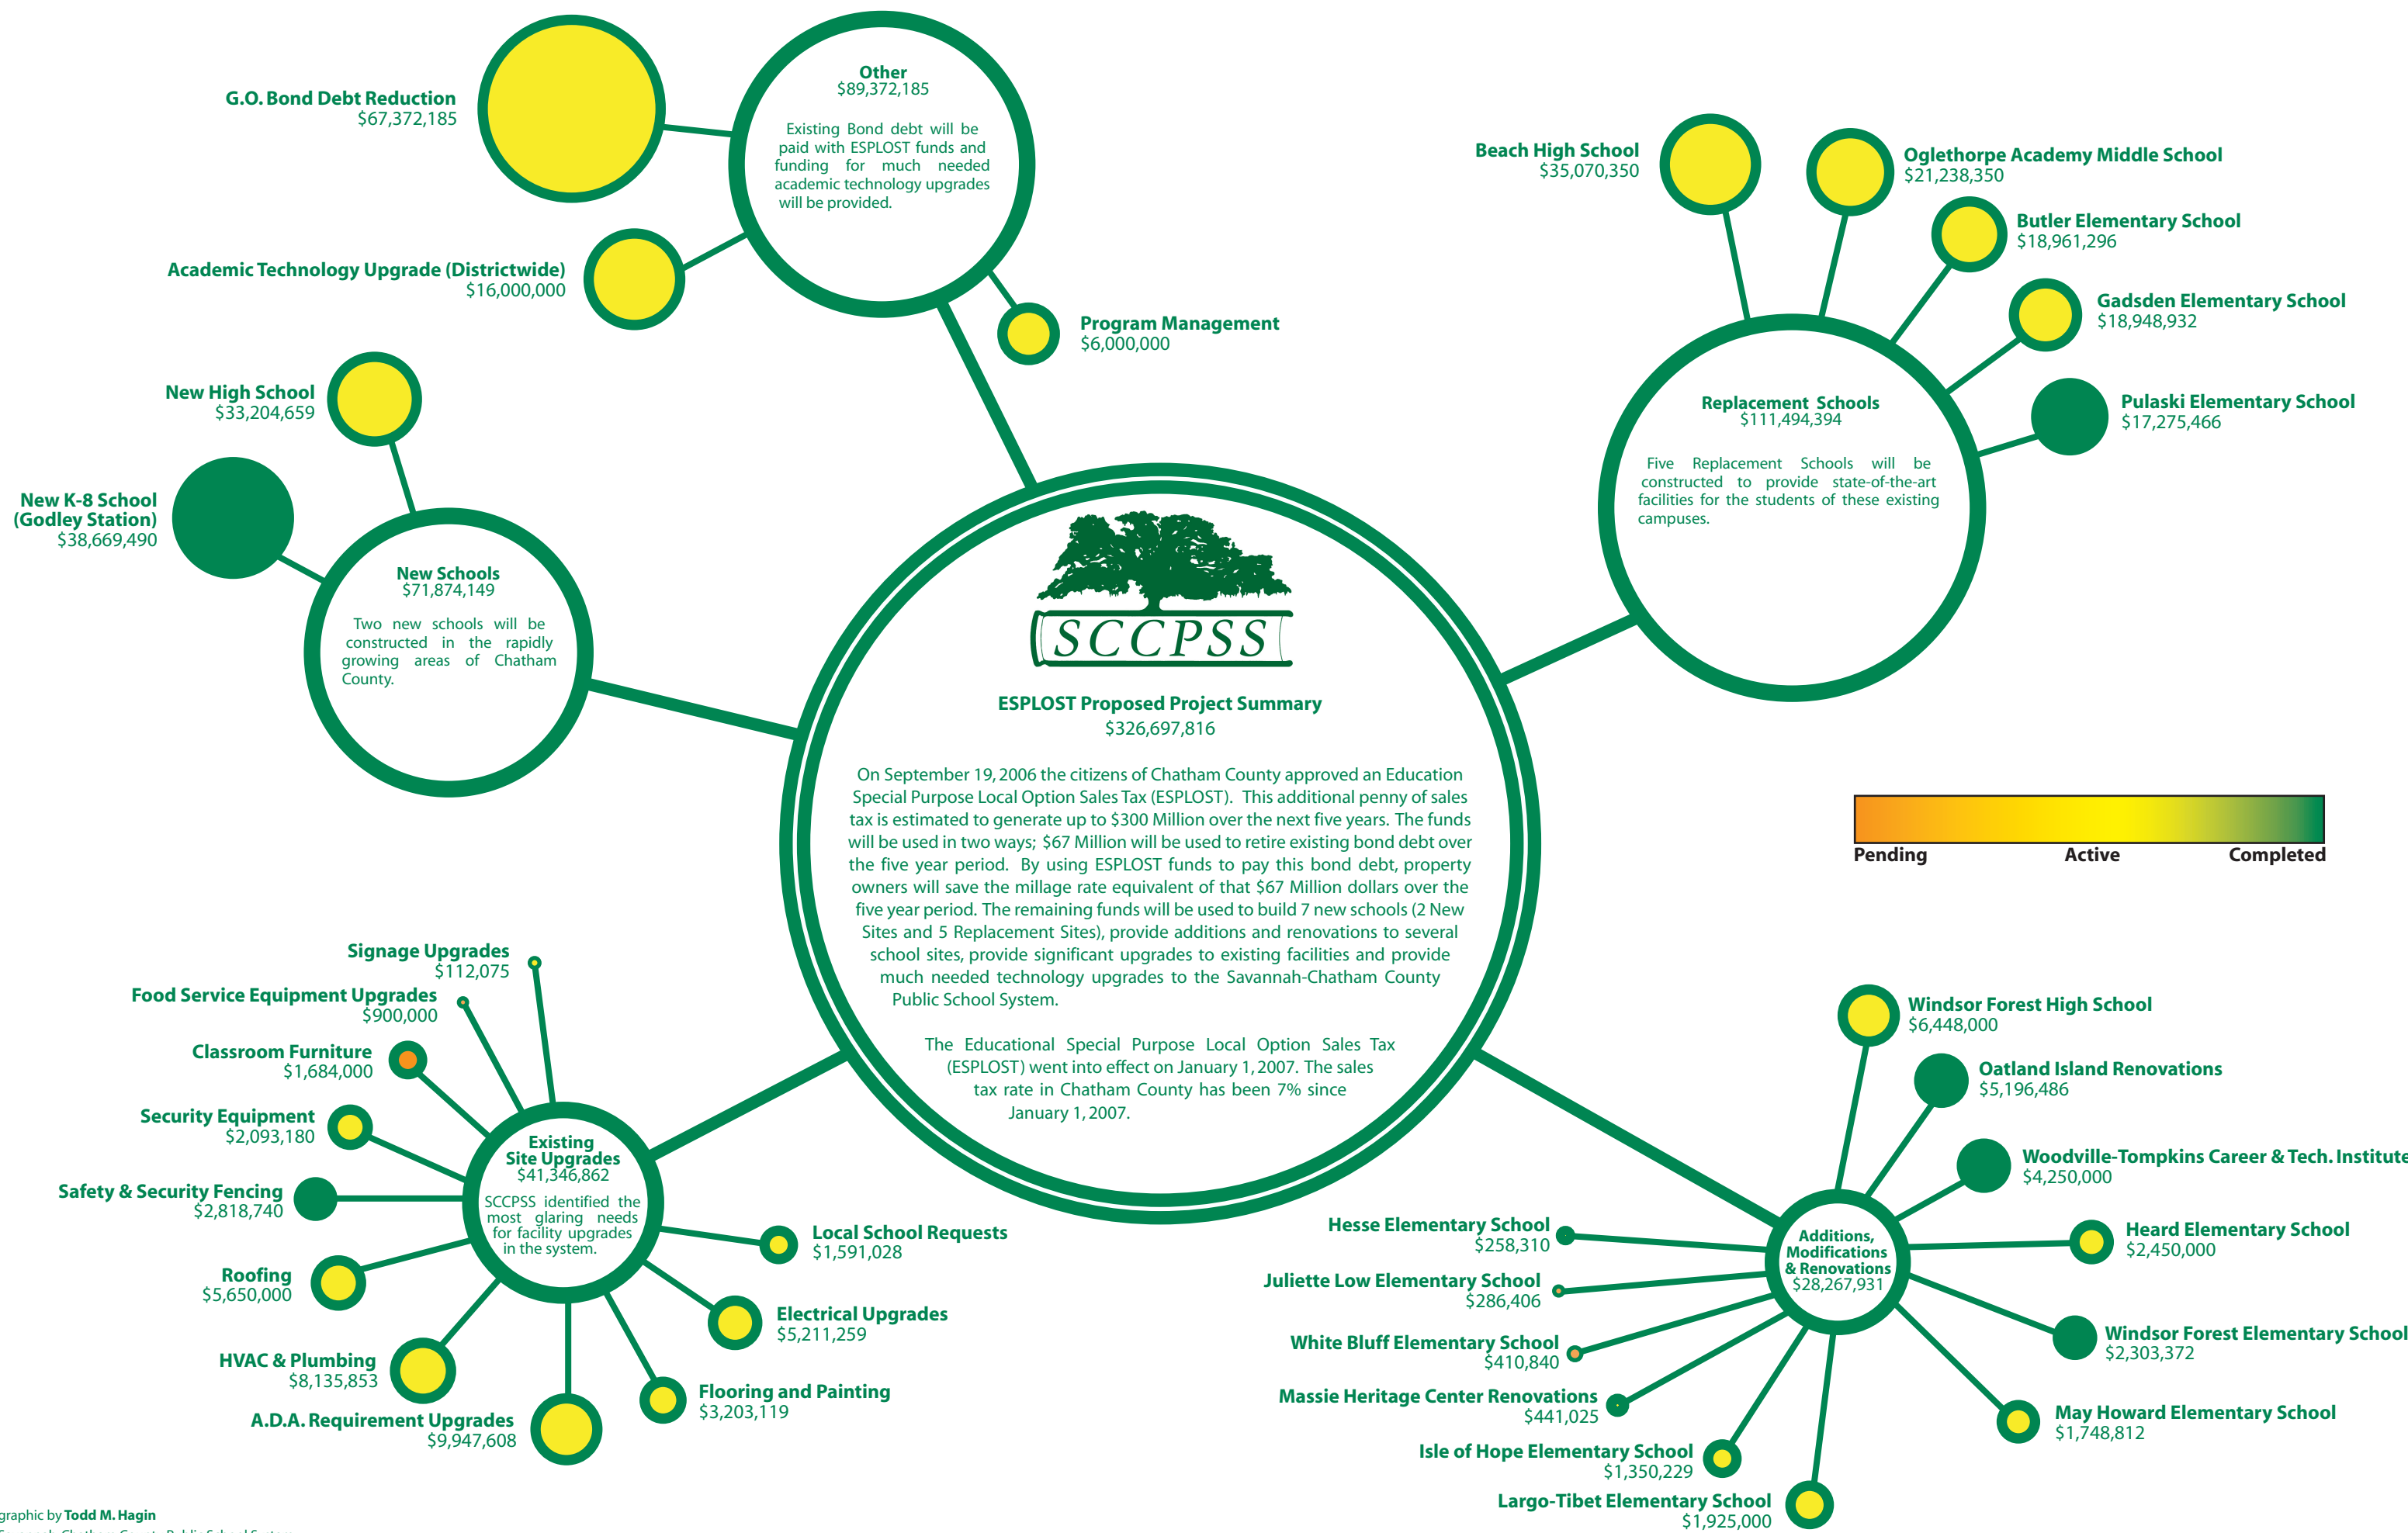 Other
$89,372,185
Existing Bond debt will be
paid with ESPLOST funds and
funding for much needed
academic technology upgrades
will be provided.
G.O. Bond Debt Reduction
$67,372,185
Academic Technology Upgrade (Districtwide)
$16,000,000
Program Management
$6,000,000
New High School
$33,204,659
New K-8 School
(Godley Station)
$38,669,490
New Schools
$71,874,149
Two new schools will be
constructed in the rapidly
growing areas of Chatham
County.
Beach High School
$35,070,350
Oglethorpe Academy Middle School
$21,238,350
Butler Elementary School
$18,961,296
Gadsden Elementary School
$18,948,932
Pulaski Elementary School
$17,275,466
Replacement Schools
$111,494,394
Five Replacement Schools will be
constructed to provide state-of-the-art
facilities for the students of these existing
campuses.
SCCPSS
ESPLOST Proposed Project Summary
$326,697,816
On September 19, 2006 the citizens of Chatham County approved an Education
Special Purpose Local Option Sales Tax (ESPLOST). This additional penny of sales
tax is estimated to generate up to $300 Million over the next five years. The funds
will be used in two ways; $67 Million will be used to retire existing bond debt over
the five year period. By using ESPLOST funds to pay this bond debt, property
owners will save the millage rate equivalent of that $67 Million dollars over the
five year period. The remaining funds will be used to build 7 new schools (2 New
Sites and 5 Replacement Sites), provide additions and renovations to several
school sites, provide significant upgrades to existing facilities and provide
much needed technology upgrades to the Savannah-Chatham County
Public School System.
The Educational Special Purpose Local Option Sales Tax
(ESPLOST) went into effect on January 1, 2007. The sales
tax rate in Chatham County has been 7% since
January 1, 2007.
Pending Active Completed
Signage Upgrades
$112,075
Food Service Equipment Upgrades
$900,000
Classroom Furniture
$1,684,000
Security Equipment
$2,093,180
Safety & Security Fencing
$2,818,740
Roofing
$5,650,000
HVAC & Plumbing
$8,135,853
A.D.A. Requirement Upgrades
$9,947,608
Existing
Site Upgrades
$41,346,862
SCCPSS identified the
most glaring needs
for facility upgrades
in the system.
Local School Requests
$1,591,028
Electrical Upgrades
$5,211,259
Flooring and Painting
$3,203,119
Windsor Forest High School
$6,448,000
Oatland Island Renovations
$5,196,486
Woodville-Tompkins Career & Tech. Institute
$4,250,000
Heard Elementary School
$2,450,000
Windsor Forest Elementary School
$2,303,372
May Howard Elementary School
$1,748,812
Additions,
Modifications
& Renovations
$28,267,931
Hesse Elementary School
$258,310
Juliette Low Elementary School
$286,406
White Bluff Elementary School
$410,840
Massie Heritage Center Renovations
$441,025
Isle of Hope Elementary School
$1,350,229
Largo-Tibet Elementary School
$1,925,000
graphic by Todd M. Hagin